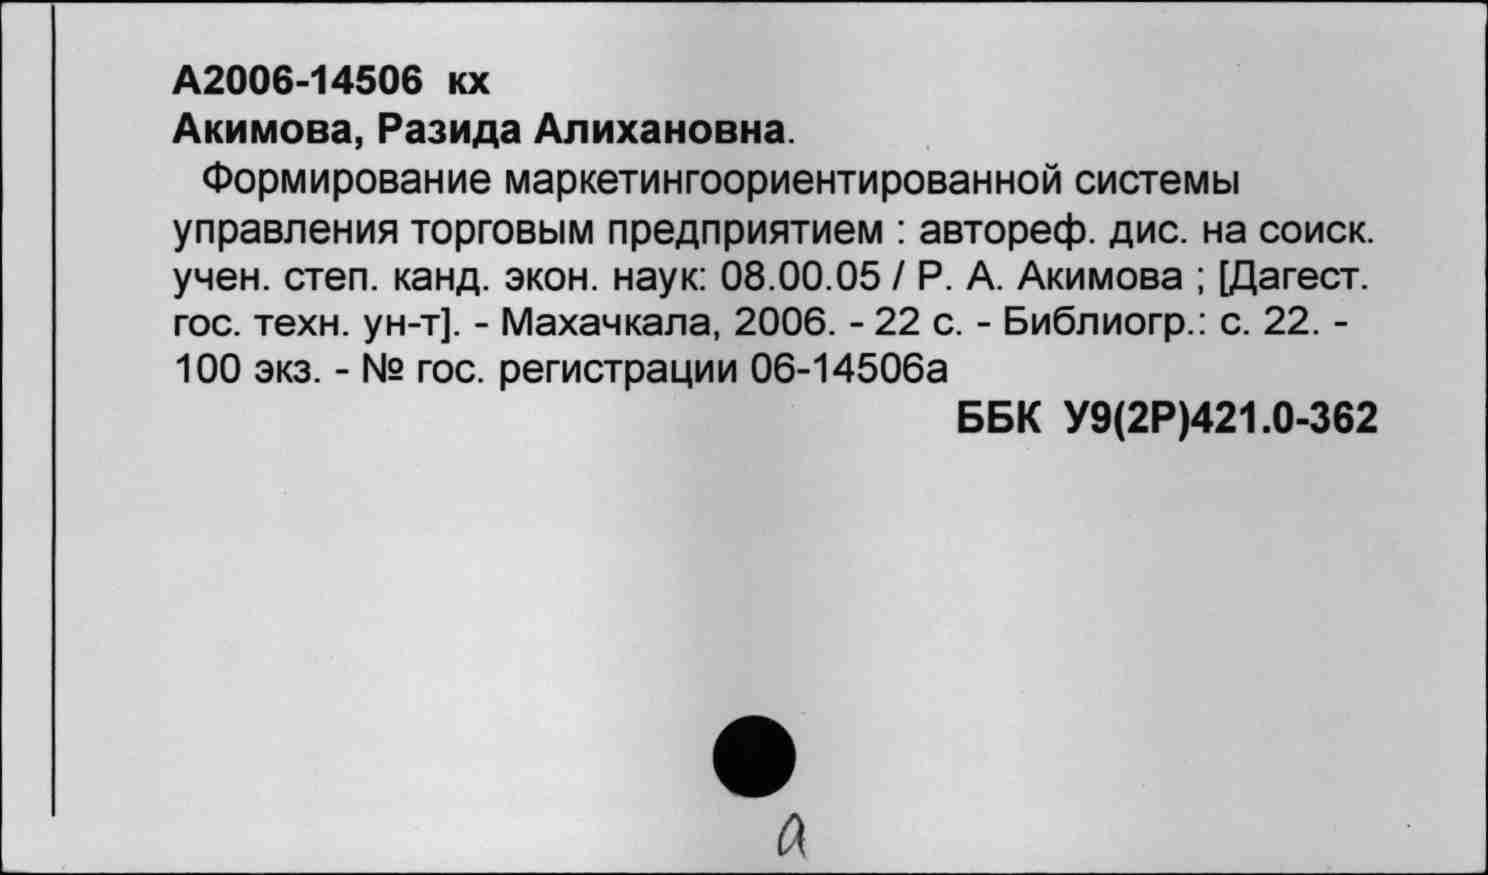 А2006-14506 кх
Акимова, Разида Алихановна.
Формирование маркетингоориентированной системы
управления торговым предприятием : автореф. дис. на соиск.
учен. степ. канд. экон. наук: 08.00.05 / Р. А. Акимова ; [Дагест.
гос. техн. ун-т]. - Махачкала, 2006. - 22 с. - Библиогр.: с. 22. -
100 экз. - № гос. регистрации 06-14506а
ББК У9(2Р)421.0-362
а